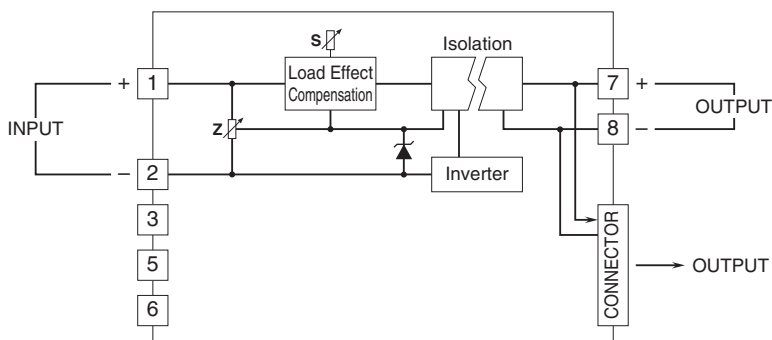 S
Isolation
+ 1
Load Effect
Compensation
7 +
INPUT
Z
OUTPUT
8 −
− 2
Inverter
3
5
6
CONNECTOR
OUTPUT